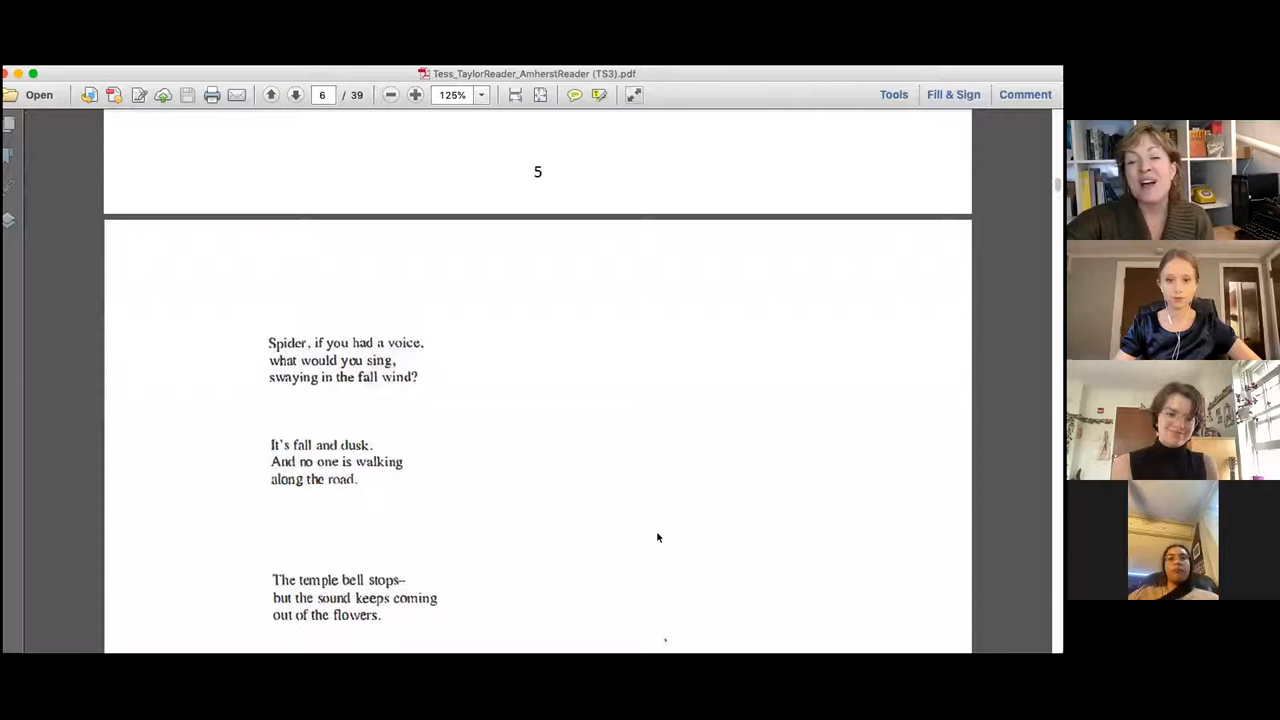 Tess_TaylorReader_AmherstReader (TS3).pdf
Open
6 / 39
125%
Tools
Fill & Sign
Comment
5
Spider, if you had a voice,
what would you sing,
swaying in the fall wind?
It's fall and dusk.
And no one is walking
along the road.
The temple bell stops–
but the sound keeps coming
out of the flowers.